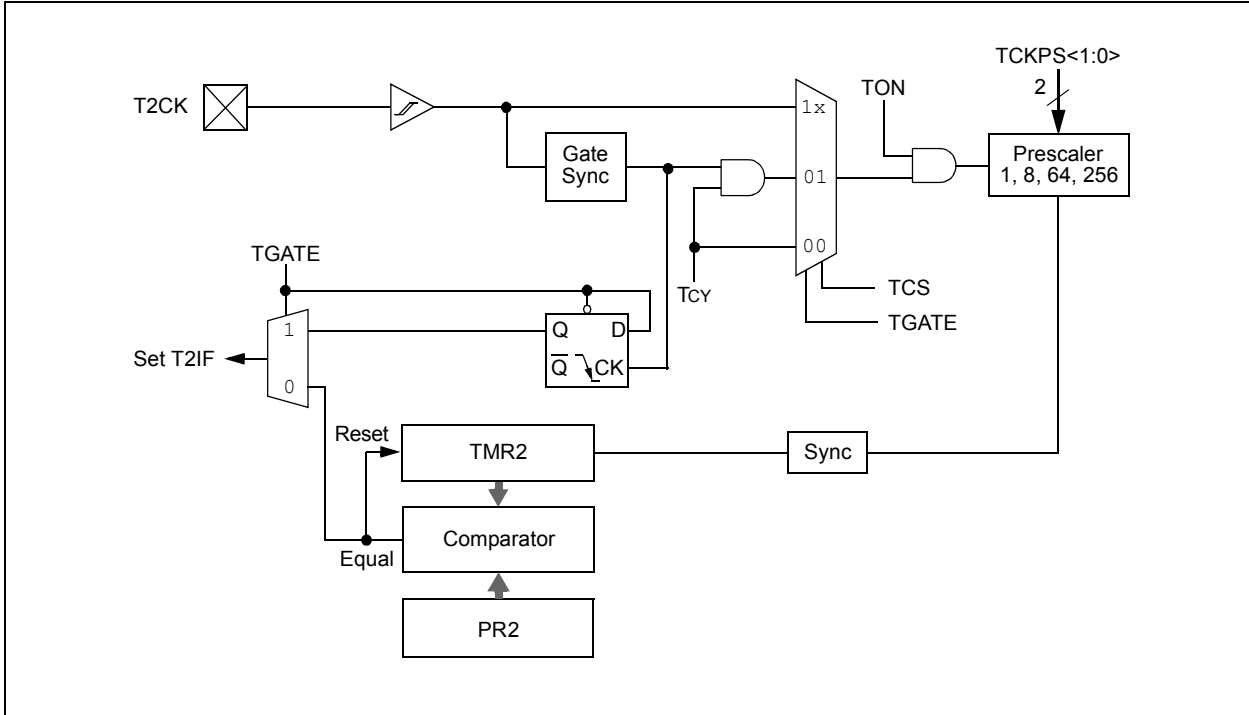 TCKPS<1:0>
2
T2CK
1x
TON
Gate
Sync
Prescaler
1, 8, 64, 256
01
00
TGATE
TCY
TCS
TGATE
1
Q
D
Set T2IF
Q
CK
0
Reset
TMR2
Sync
Equal
Comparator
PR2